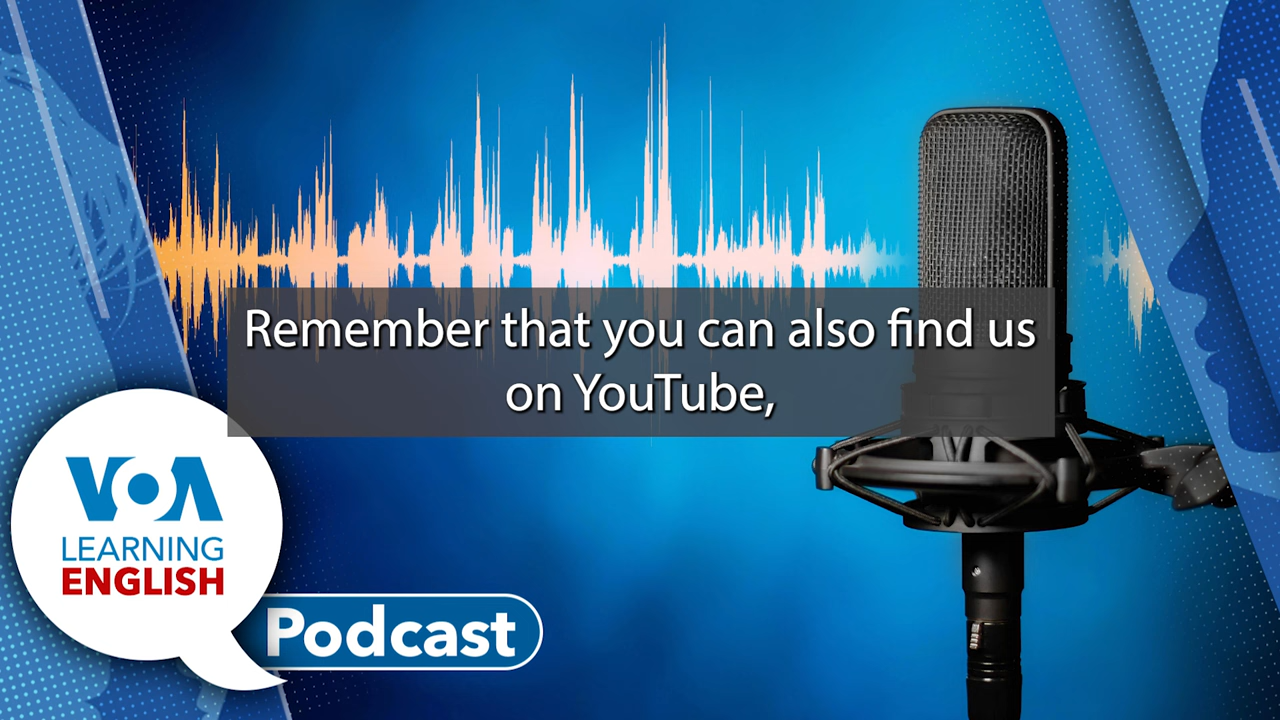 Remember that you can also find us
on YouTube,
VOA
LEARNING
ENGLISH
Podcast